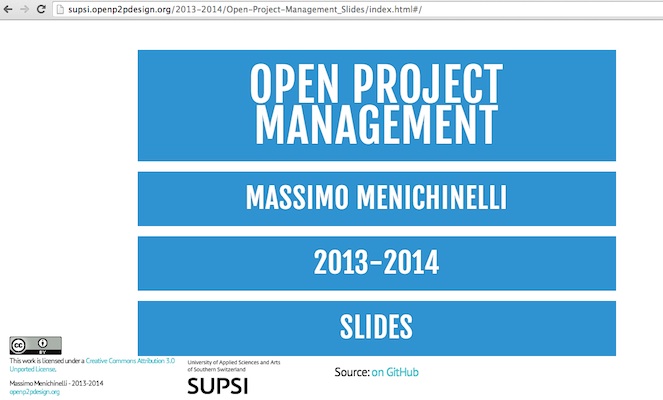 supsi.openp2pdesign.org/2013-2014/Open-Project-Management_Slides/index.html#/
OPEN PROJECT
MANAGEMENT
MASSIMO MENICHINELLI
2013-2014
SLIDES
cc
BY
This work is licensed under a Creative Commons Attribution 3.0
Unported License.
Massimo Menichinelli - 2013-2014
openp2pdesign.org
University of Applied Sciences and Arts
of Southern Switzerland
SUPSI
Source: on GitHub